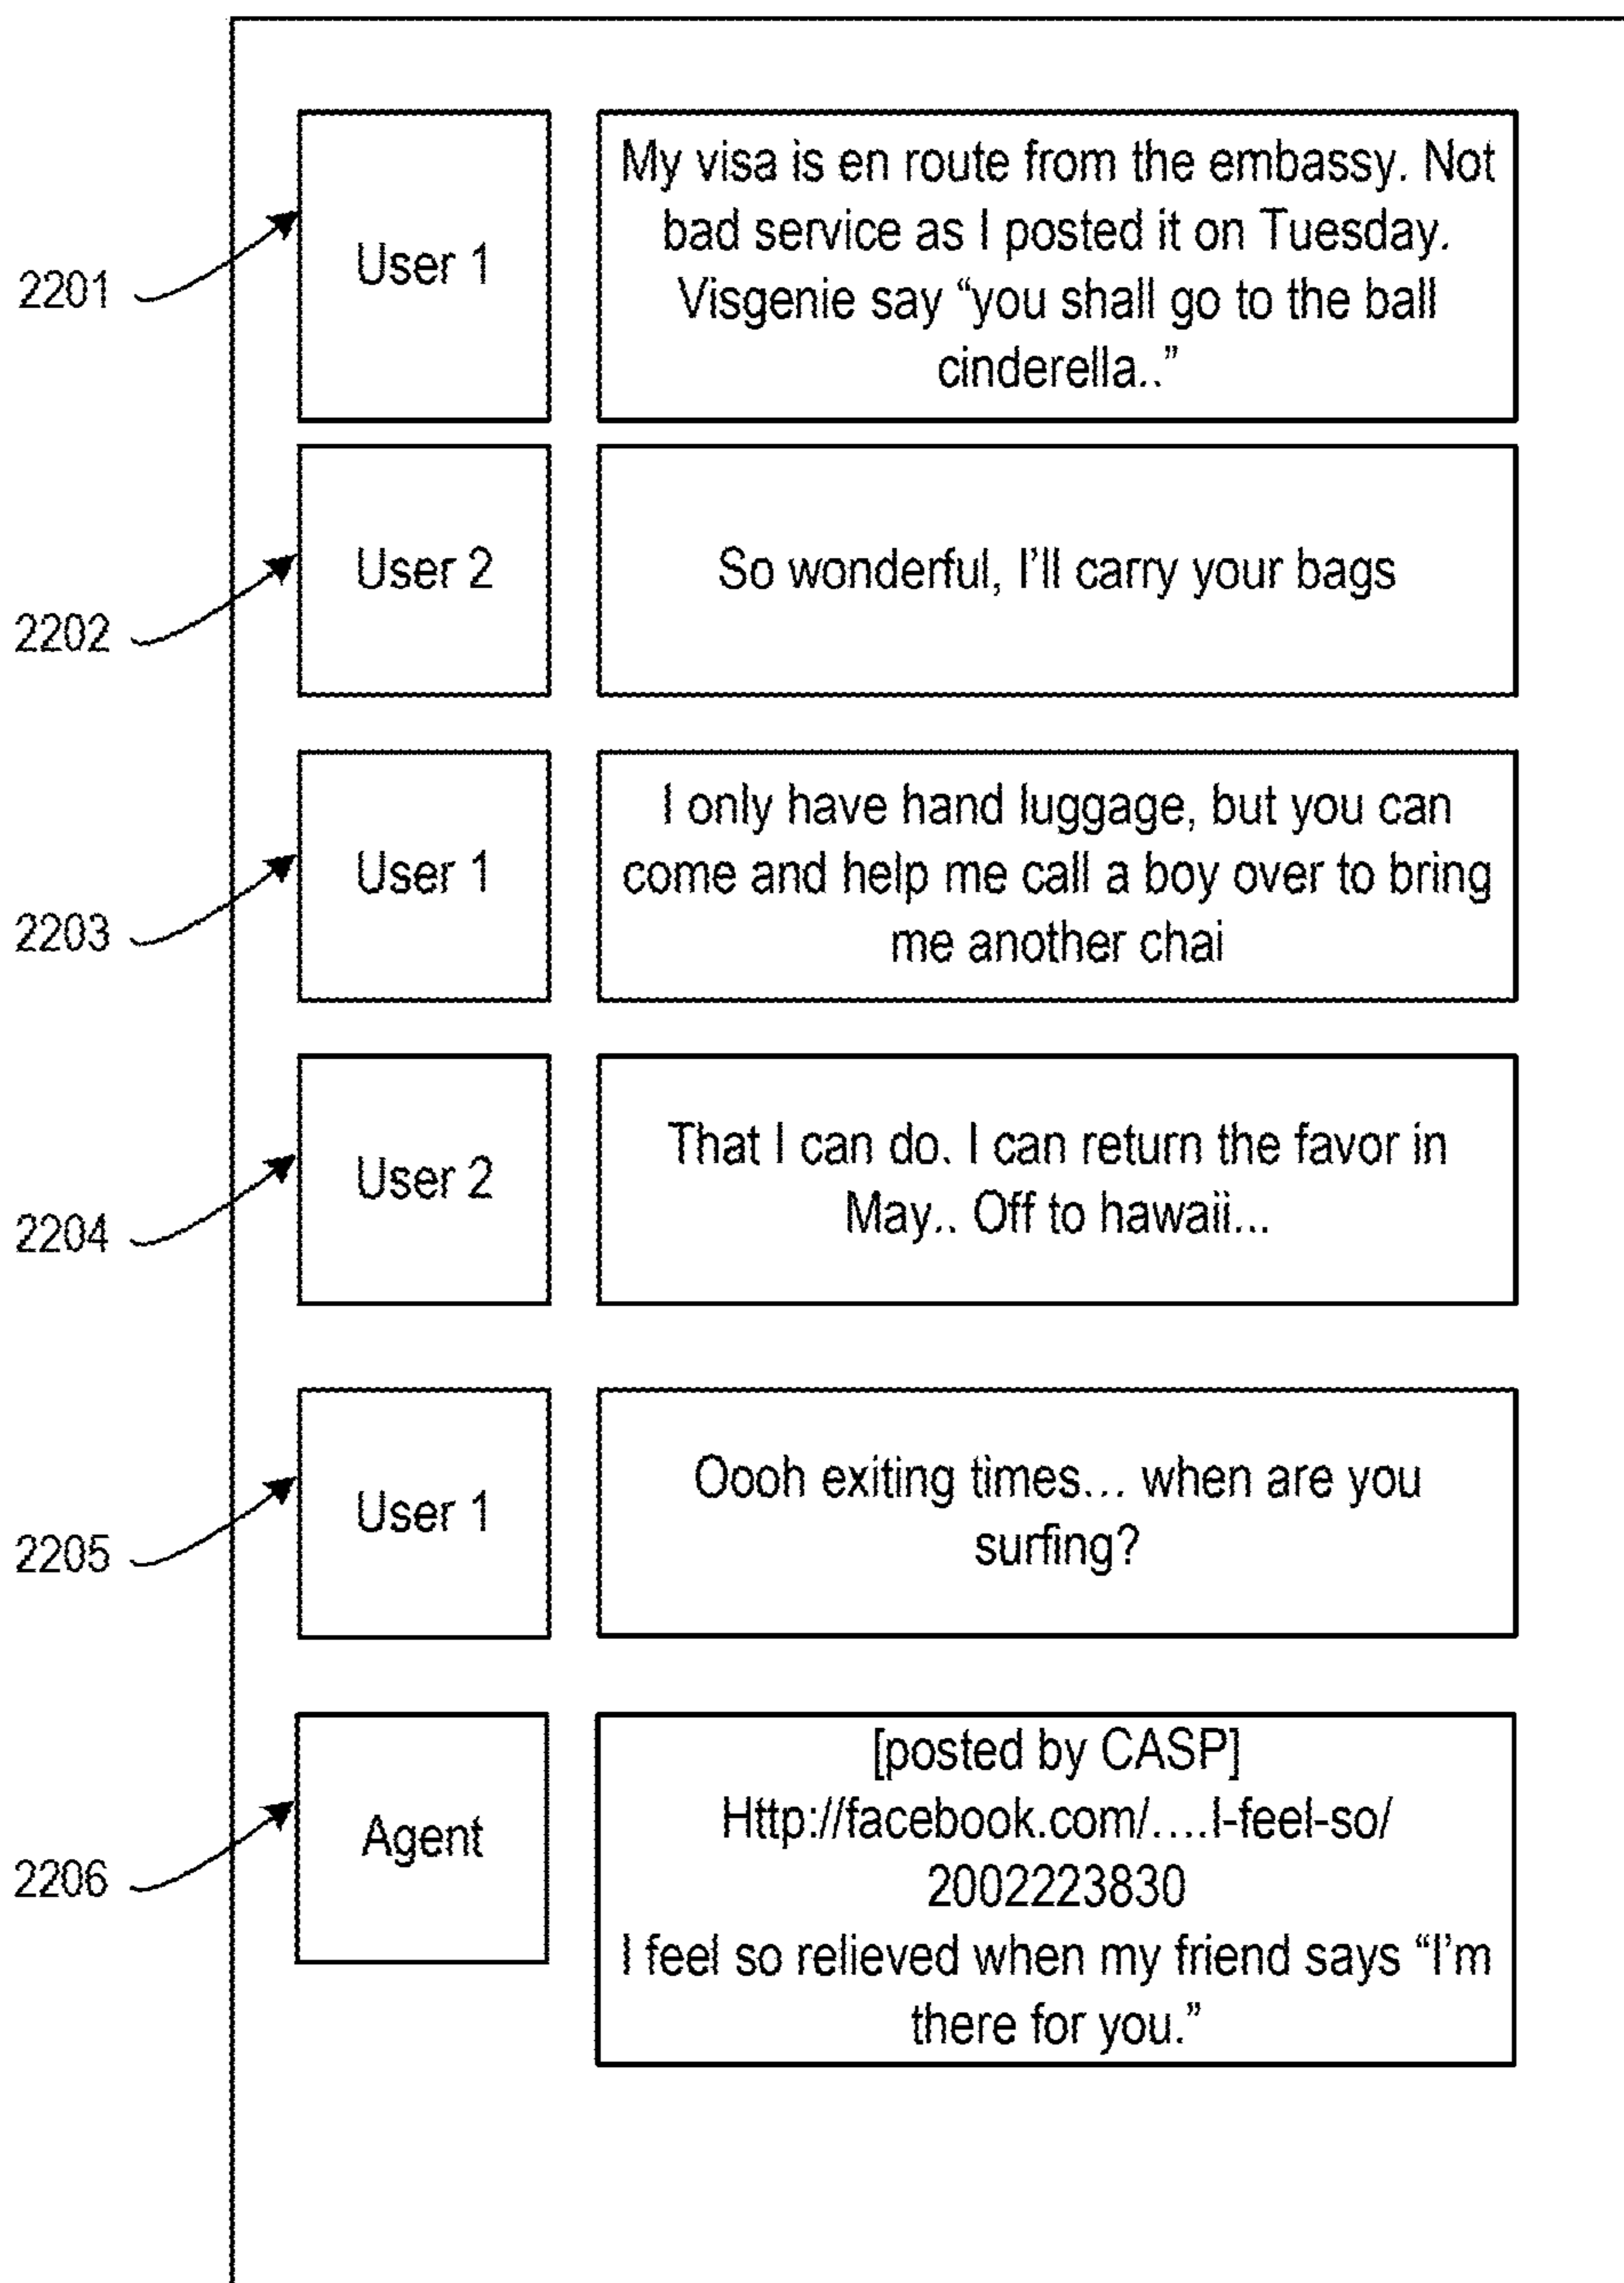 2201
User 1
My visa is en route from the embassy. Not
bad service as I posted it on Tuesday.
Visgenie say “you shall go to the ball
cinderella..”
2202
User 2
So wonderful, I’ll carry your bags
2203
User 1
I only have hand luggage, but you can
come and help me call a boy over to bring
me another chai
2204
User 2
That I can do. I can return the favor in
May.. Off to hawaii...
2205
User 1
Oooh exiting times... when are you
surfing?
2206
Agent
[posted by CASP]
Http://facebook.com/....I-feel-so/
2002223830
I feel so relieved when my friend says “I’m
there for you.”